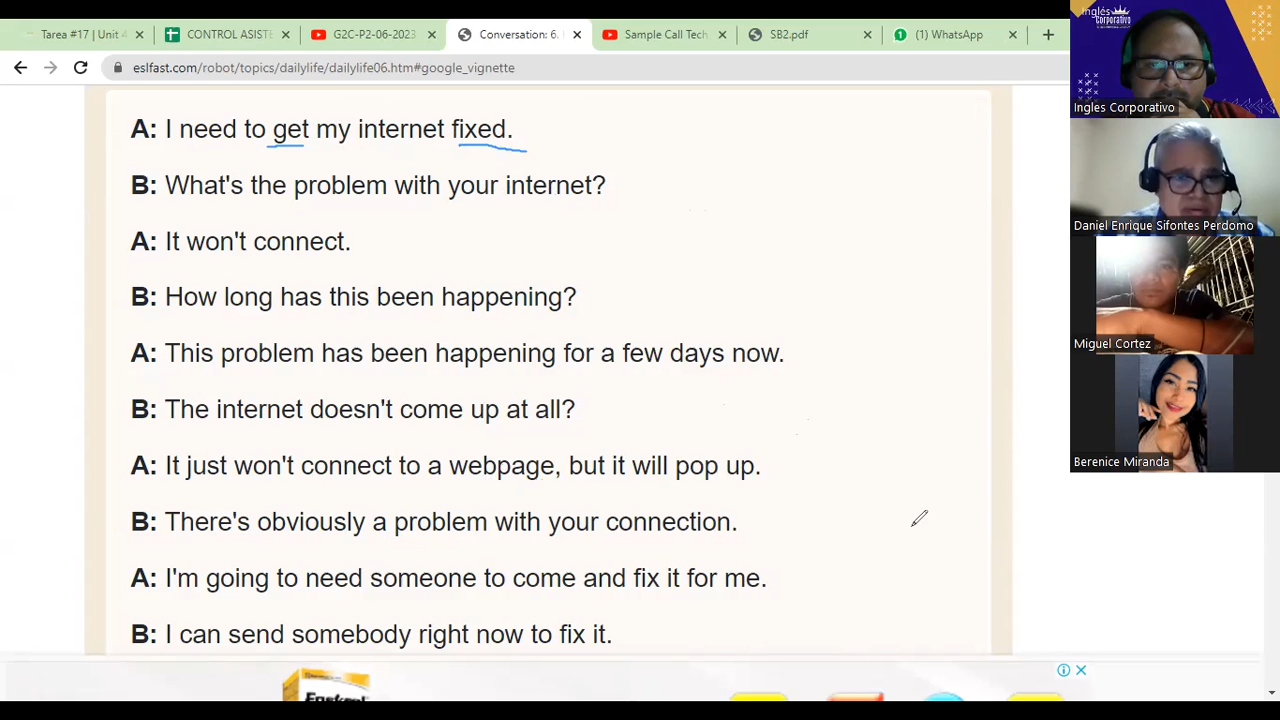 Tarea #17 | Unit 4
CONTROL ASISTE
G2C-P2-06-2023
Conversation: 6.
Sample Call Tech
SB2.pdf
(1) WhatsApp
eslfast.com/robot/topics/dailylife/dailylife06.htm#google_vignette
A: I need to get my internet fixed.
B: What's the problem with your internet?
A: It won't connect.
B: How long has this been happening?
A: This problem has been happening for a few days now.
B: The internet doesn't come up at all?
A: It just won't connect to a webpage, but it will pop up.
B: There's obviously a problem with your connection.
A: I'm going to need someone to come and fix it for me.
B: I can send somebody right now to fix it.
Inglés
Corporativo
Ingles Corporativo
Daniel Enrique Sifontes Perdomo
Miguel Cortez
Berenice Miranda